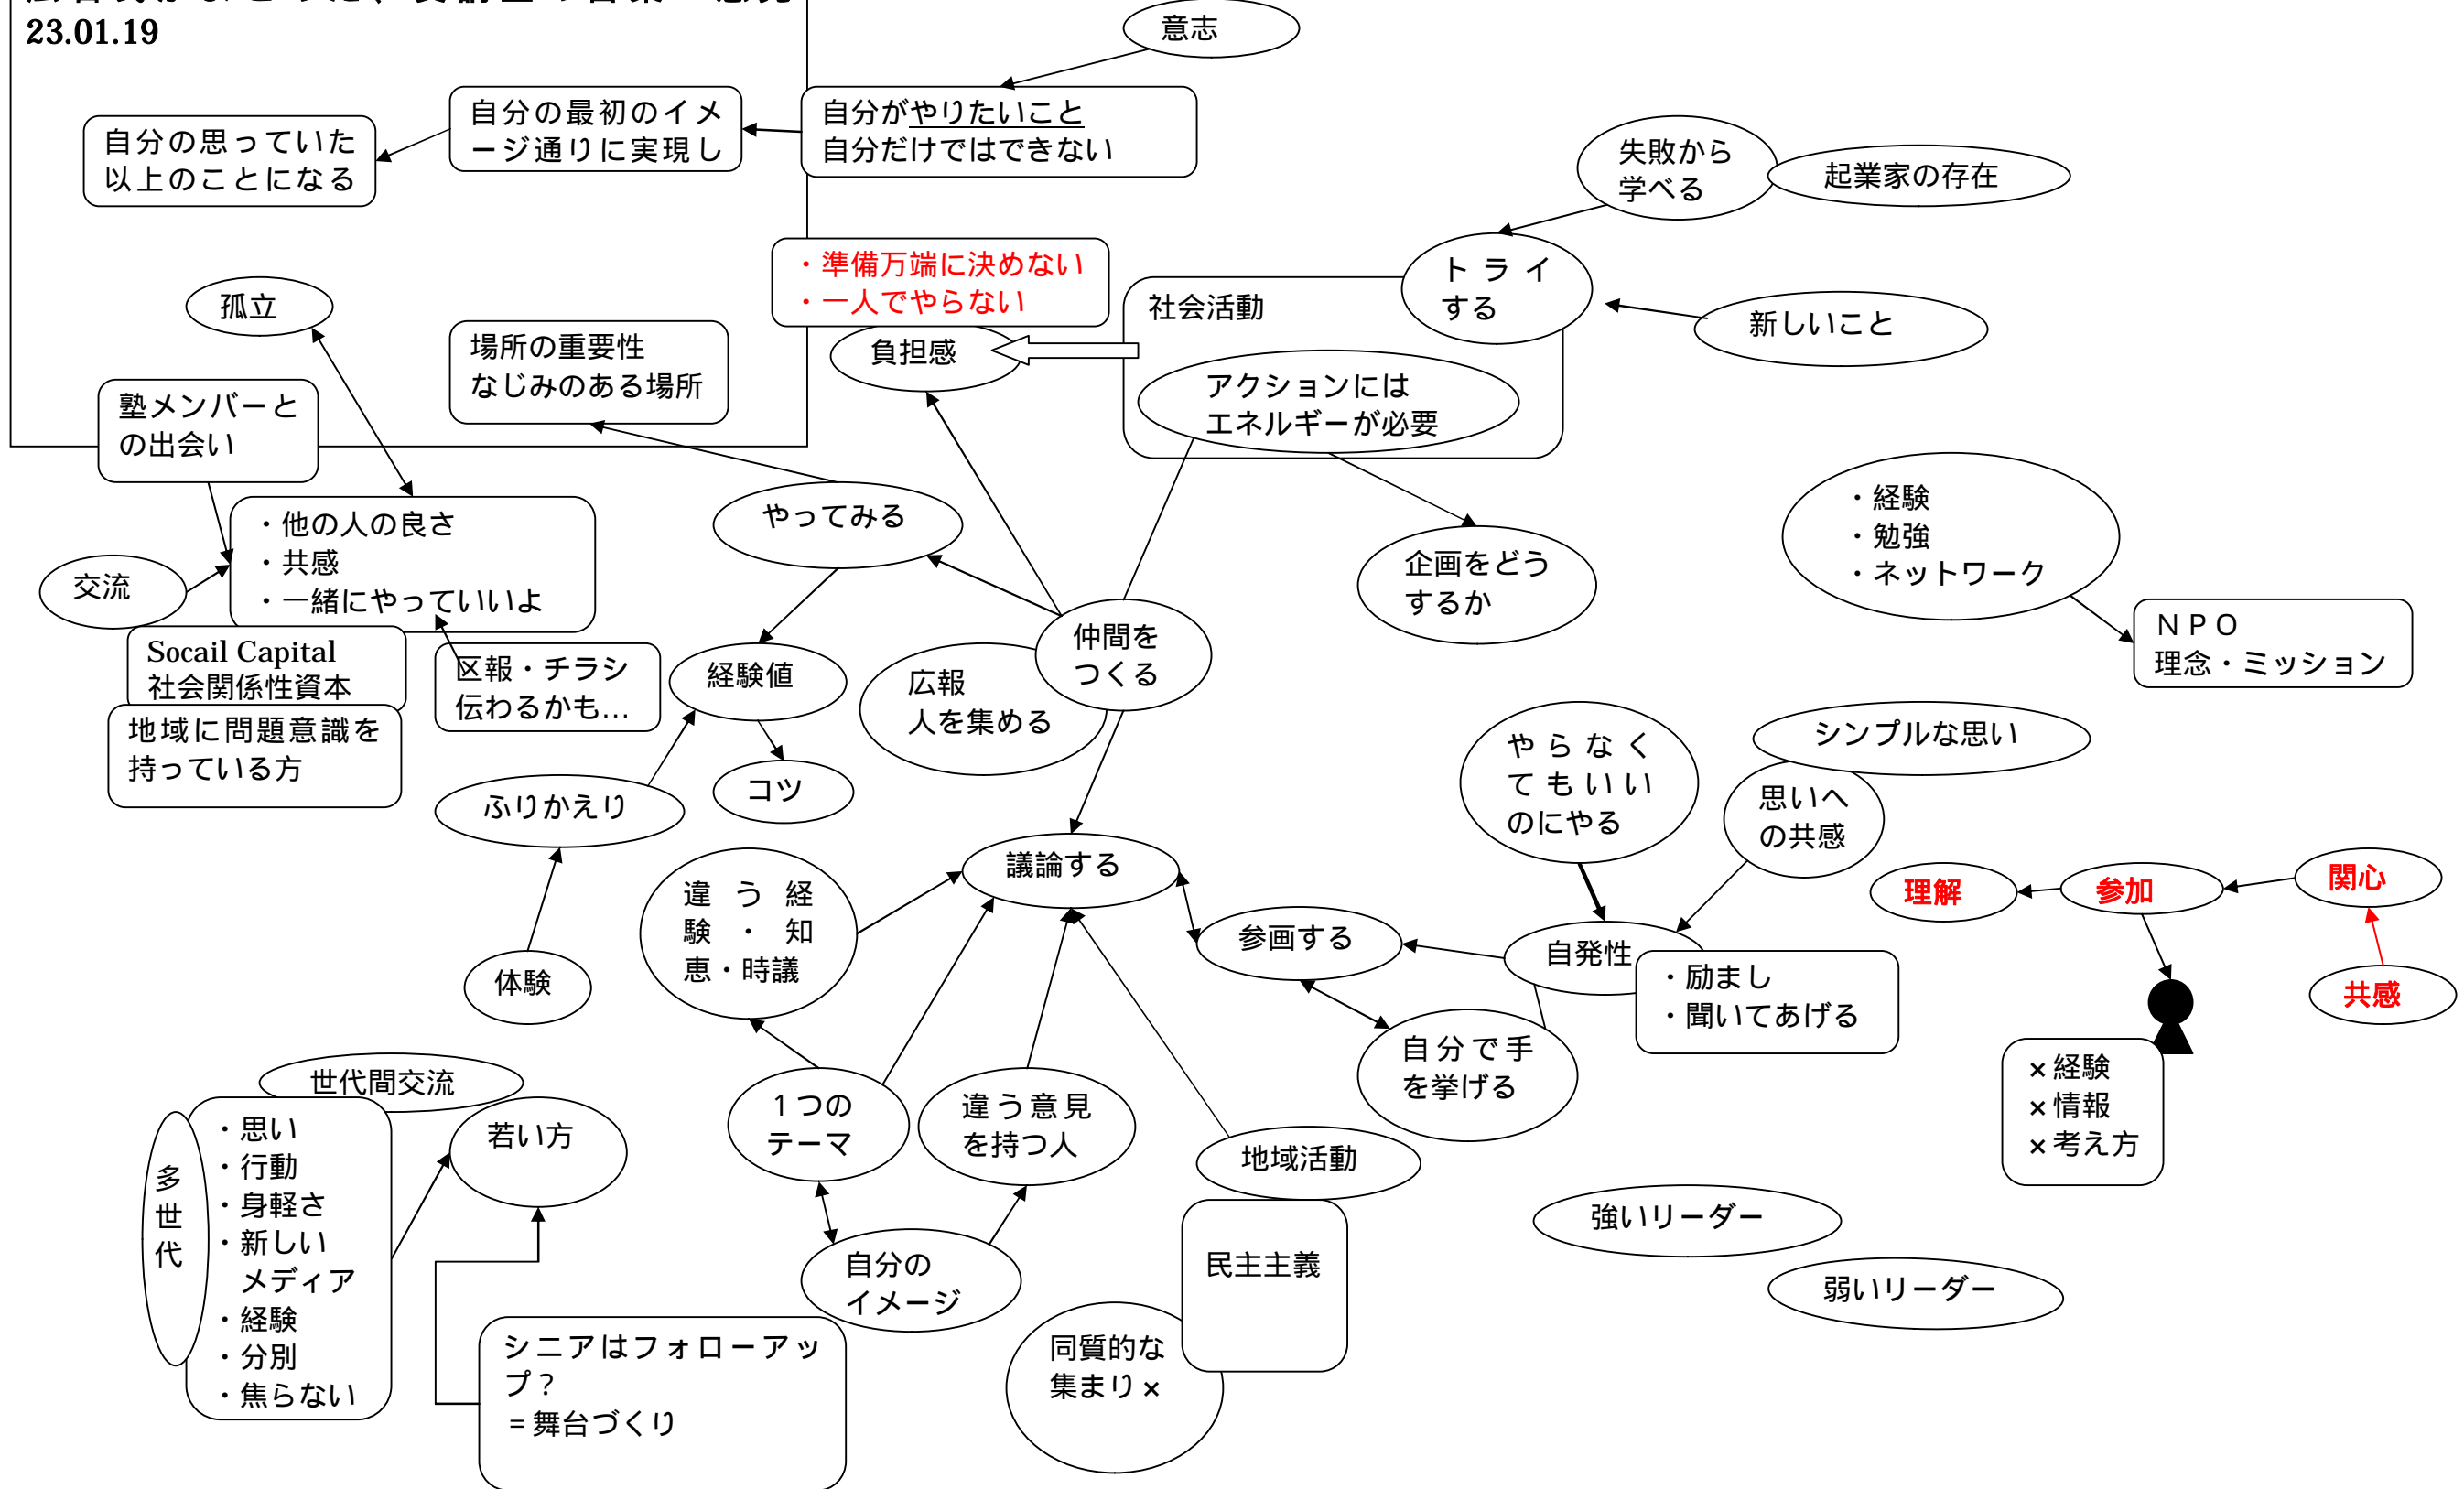 23.01.19
意志
自分の思っていた
以上のことになる
自分の最初のイメ
ージ通りに実現し
自分がやりたいこと
自分だけではできない
失敗から
学べる
起業家の存在
・準備万端に決めない
・一人でやらない
孤立
場所の重要性
なじみのある場所
負担感
社会活動
トライ
する
新しいこと
アクションには
エネルギーが必要
塾メンバーと
の出会い
・他の人の良さ
・共感
・一緒にやっていいよ
交流
やってみる
企画をどう
するか
・経験
・勉強
・ネットワーク
ＮＰＯ
理念・ミッション
Socail Capital
社会関係性資本
地域に問題意識を
持っている方
区報・チラシ
伝わるかも…
経験値
広報
人を集める
仲間を
つくる
コツ
ふりかえり
やらなく
てもいい
のにやる
シンプルな思い
思いへ
の共感
議論する
違う経
験・知
恵・時議
参画する
自発性
・励まし
・聞いてあげる
理解
参加
関心
共感
体験
自分で手
を挙げる
×経験
×情報
×考え方
世代間交流
多
世
代
・思い
・行動
・身軽さ
・新しい
メディア
・経験
・分別
・焦らない
若い方
１つの
テーマ
違う意見
を持つ人
地域活動
強いリーダー
弱いリーダー
自分の
イメージ
民主主義
同質的な
集まり×
シニアはフォローアッ
プ？
＝舞台づくり